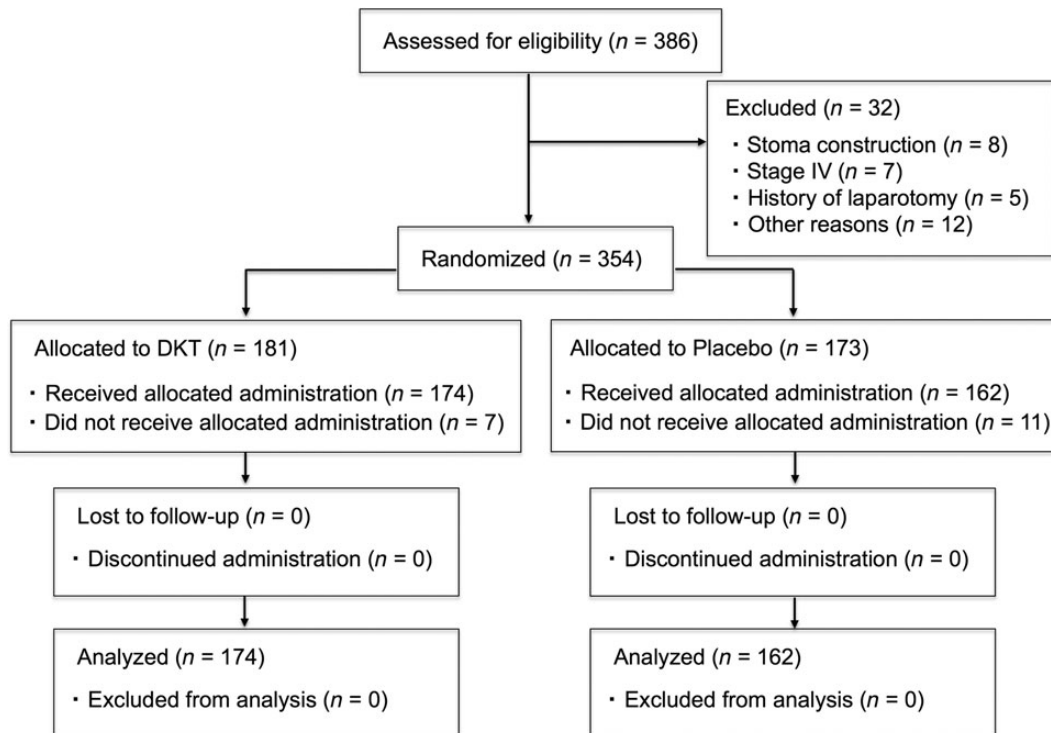 Assessed for eligibility (n = 386)
Excluded (n = 32)
・Stoma construction (n = 8)
・Stage IV (n = 7)
・History of laparotomy (n = 5)
・Other reasons (n = 12)
Randomized (n = 354)
Allocated to DKT (n = 181)
・Received allocated administration (n = 174)
・Did not receive allocated administration (n = 7)
Allocated to Placebo (n = 173)
・Received allocated administration (n = 162)
・Did not receive allocated administration (n = 11)
Lost to follow-up (n = 0)
・Discontinued administration (n = 0)
Lost to follow-up (n = 0)
・Discontinued administration (n = 0)
Analyzed (n = 174)
・Excluded from analysis (n = 0)
Analyzed (n = 162)
・Excluded from analysis (n = 0)